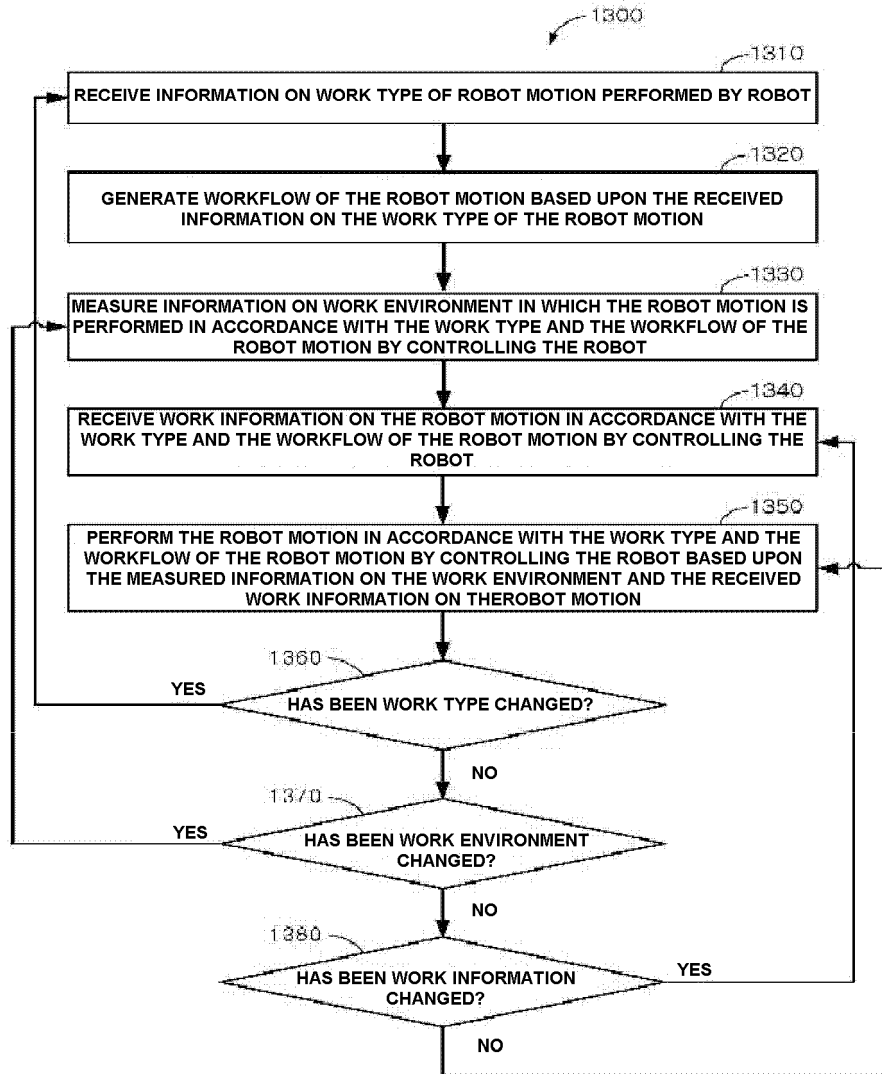 1300
1310
RECEIVE INFORMATION ON WORK TYPE OF ROBOT MOTION PERFORMED BY ROBOT
1320
GENERATE WORKFLOW OF THE ROBOT MOTION BASED UPON THE RECEIVED
INFORMATION ON THE WORK TYPE OF THE ROBOT MOTION
1330
MEASURE INFORMATION ON WORK ENVIRONMENT IN WHICH THE ROBOT MOTION IS
PERFORMED IN ACCORDANCE WITH THE WORK TYPE AND THE WORKFLOW OF THE
ROBOT MOTION BY CONTROLLING THE ROBOT
1340
RECEIVE WORK INFORMATION ON THE ROBOT MOTION IN ACCORDANCE WITH THE
WORK TYPE AND THE WORKFLOW OF THE ROBOT MOTION BY CONTROLLING THE
ROBOT
1350
PERFORM THE ROBOT MOTION IN ACCORDANCE WITH THE WORK TYPE AND THE
WORKFLOW OF THE ROBOT MOTION BY CONTROLLING THE ROBOT BASED UPON
THE MEASURED INFORMATION ON THE WORK ENVIRONMENT AND THE RECEIVED
WORK INFORMATION ON THEROBOT MOTION
1360
YES
HAS BEEN WORK TYPE CHANGED?
NO
1370
YES
HAS BEEN WORK ENVIRONMENT
CHANGED?
NO
1380
YES
HAS BEEN WORK INFORMATION
CHANGED?
NO